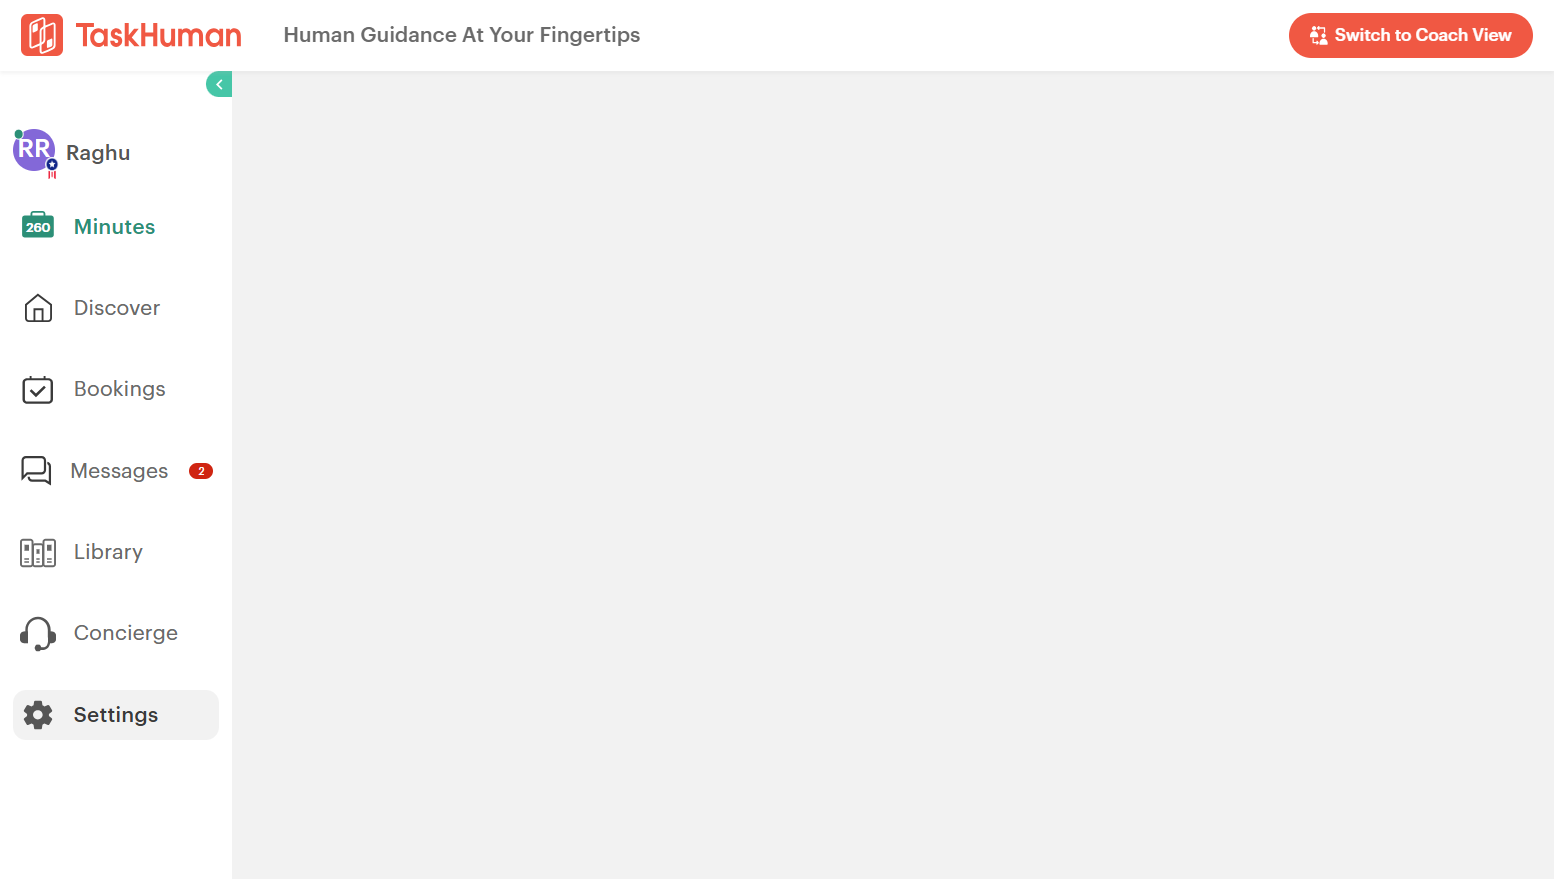 TaskHuman
Human Guidance At Your Fingertips
Switch to Coach View
RR
Raghu
260
Minutes
Discover
Bookings
Messages
2
Library
Concierge
Settings